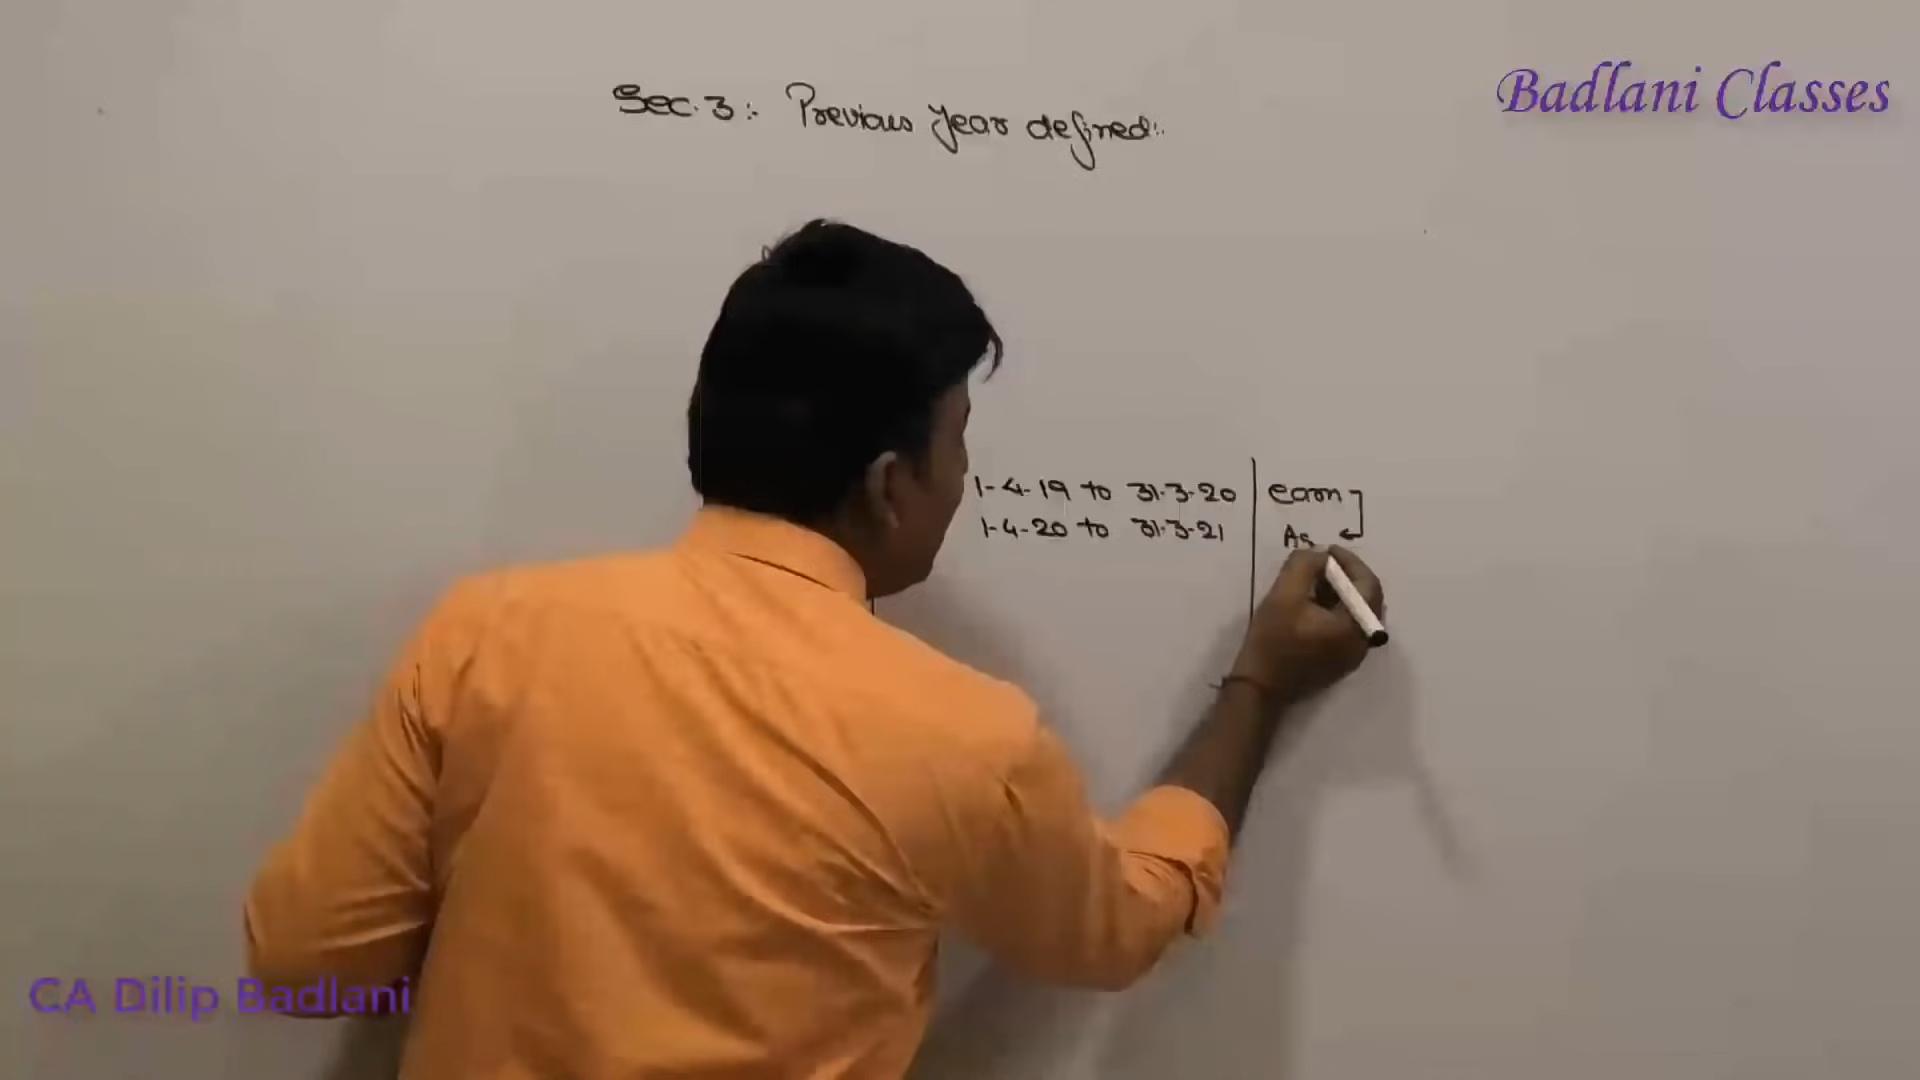 Badlani Classes
Sec. 3:- Previous year defined:-
1-4-19 to 31-3-20 earn
1-4-20 to 31-3-21 As
CA Dilip Badlani